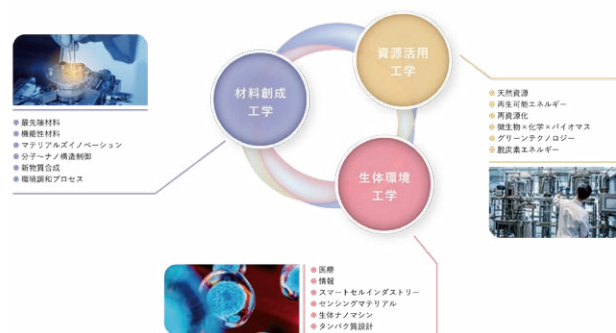 資源活用
工学
材料創成
工学
生体環境
工学
最先端材料
機能性材料
マテリアルズイノベーション
分子〜ナノ構造制御
新物質合成
環境調和プロセス
天然資源
再生可能エネルギー
再資源化
微生物×化学×バイオマス
グリーンテクノロジー
脱炭素エネルギー
医療
情報
スマートセルインダストリー
センシングマテリアル
生体ナノマシン
タンパク質設計